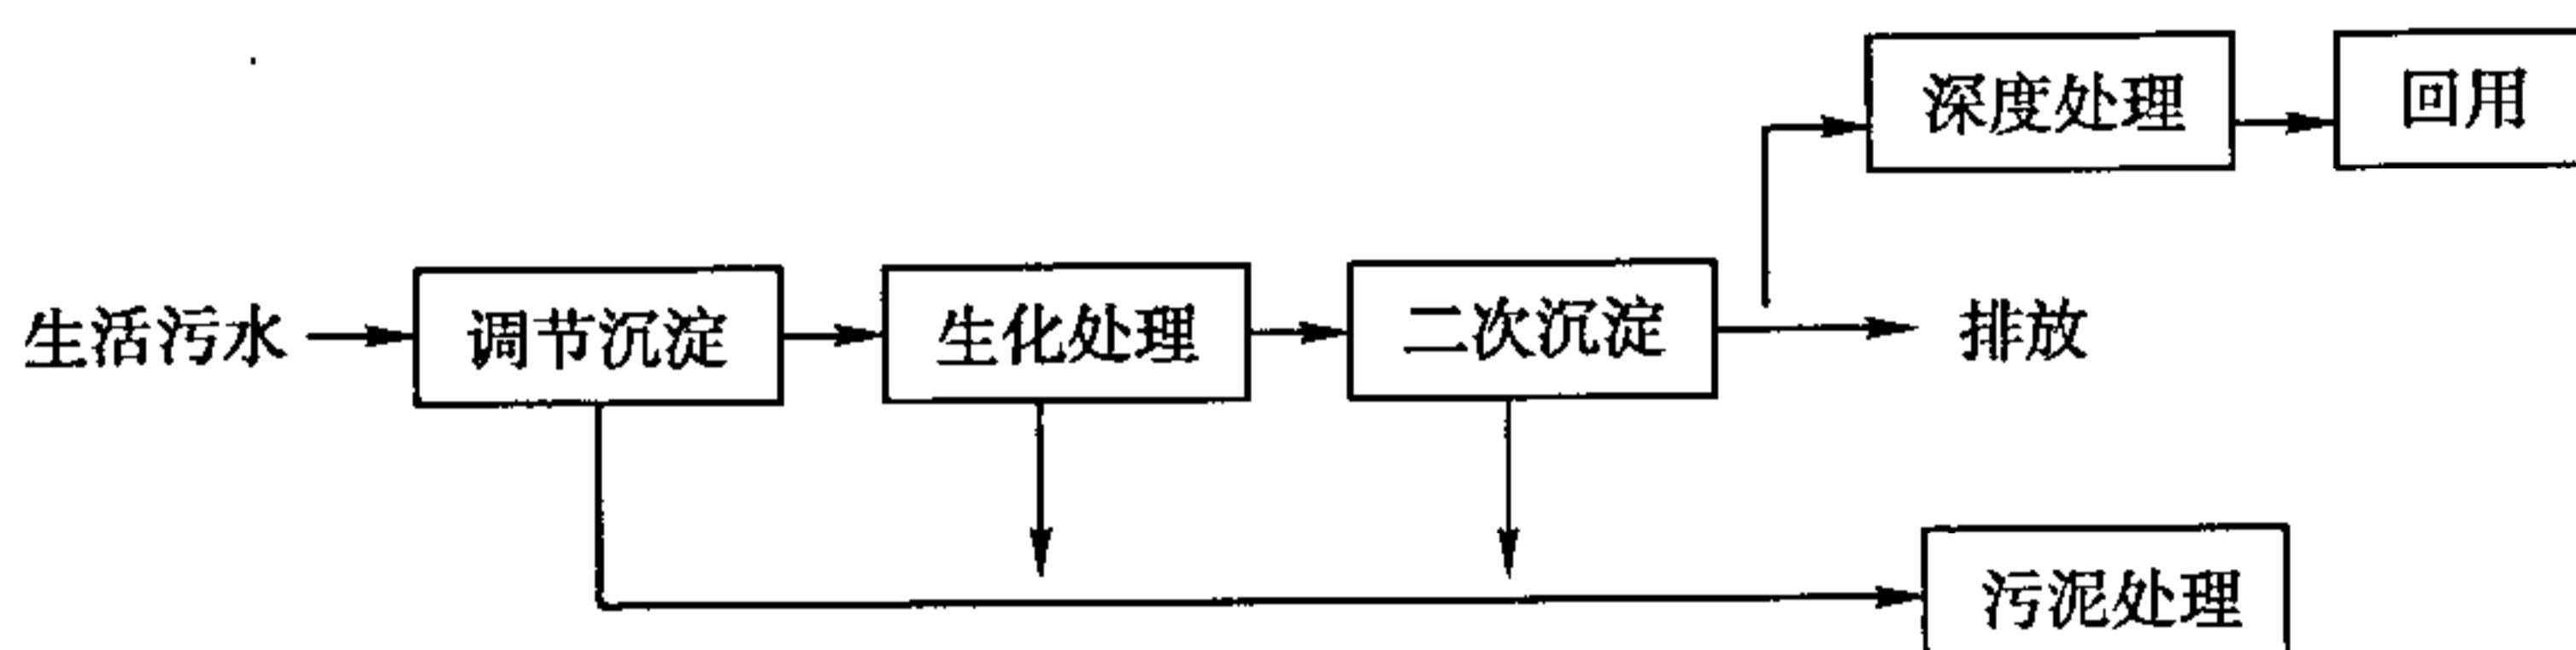 深度处理
回用
生活污水
调节沉淀
生化处理
二次沉淀
排放
污泥处理